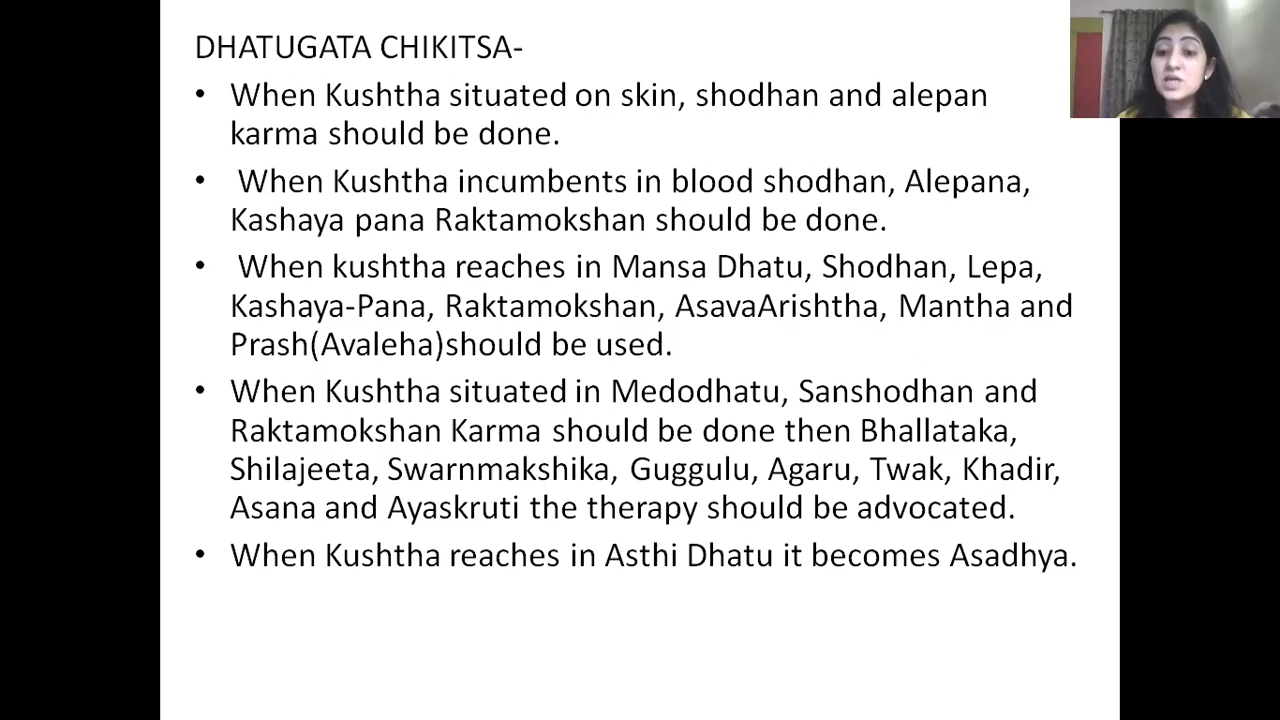 DHATUGATA CHIKITSA-
• When Kushtha situated on skin, shodhan and alepan
karma should be done.
• When Kushtha incumbents in blood shodhan, Alepana,
Kashaya pana Raktamokshan should be done.
• When kushtha reaches in Mansa Dhatu, Shodhan, Lepa,
Kashaya-Pana, Raktamokshan, AsavaArishtha, Mantha and
Prash(Avaleha)should be used.
• When Kushtha situated in Medodhatu, Sanshodhan and
Raktamokshan Karma should be done then Bhallataka,
Shilajeeta, Swarnmakshika, Guggulu, Agaru, Twak, Khadir,
Asana and Ayaskruti the therapy should be advocated.
• When Kushtha reaches in Asthi Dhatu it becomes Asadhya.